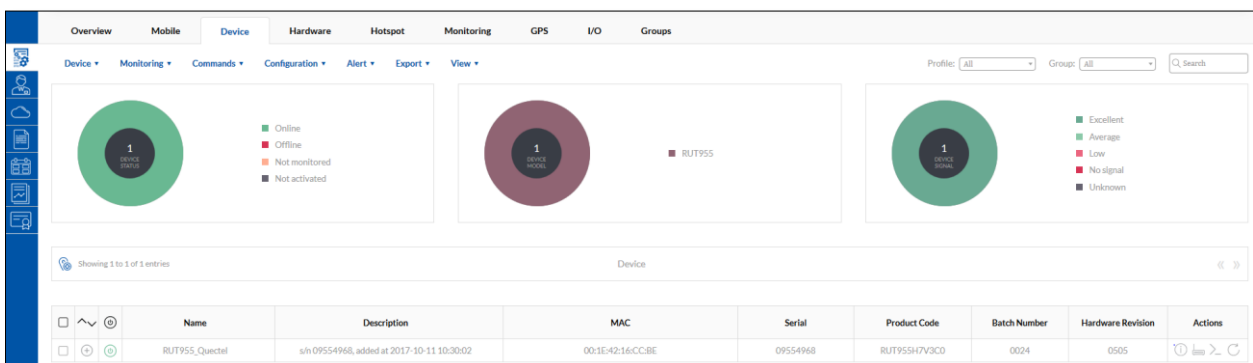 Overview Mobile Device Hardware Hotspot Monitoring GPS I/O Groups
Device Monitoring Commands Configuration Alert Export View Profile: All Group: All Search
1
DEVICE
STATUS
Online
Offline
Not monitored
Not activated
1
DEVICE
MODEL
RUT955
1
DEVICE
SIGNAL
Excellent
Average
Low
No signal
Unknown
Showing 1 to 1 of 1 entries Device
Name Description MAC Serial Product Code Batch Number Hardware Revision Actions
RUT955_Quectel s/n 09554968, added at 2017-10-11 10:30:02 00:1E:42:16:CC:BE 09554968 RUT955H7V3C0 0024 0505